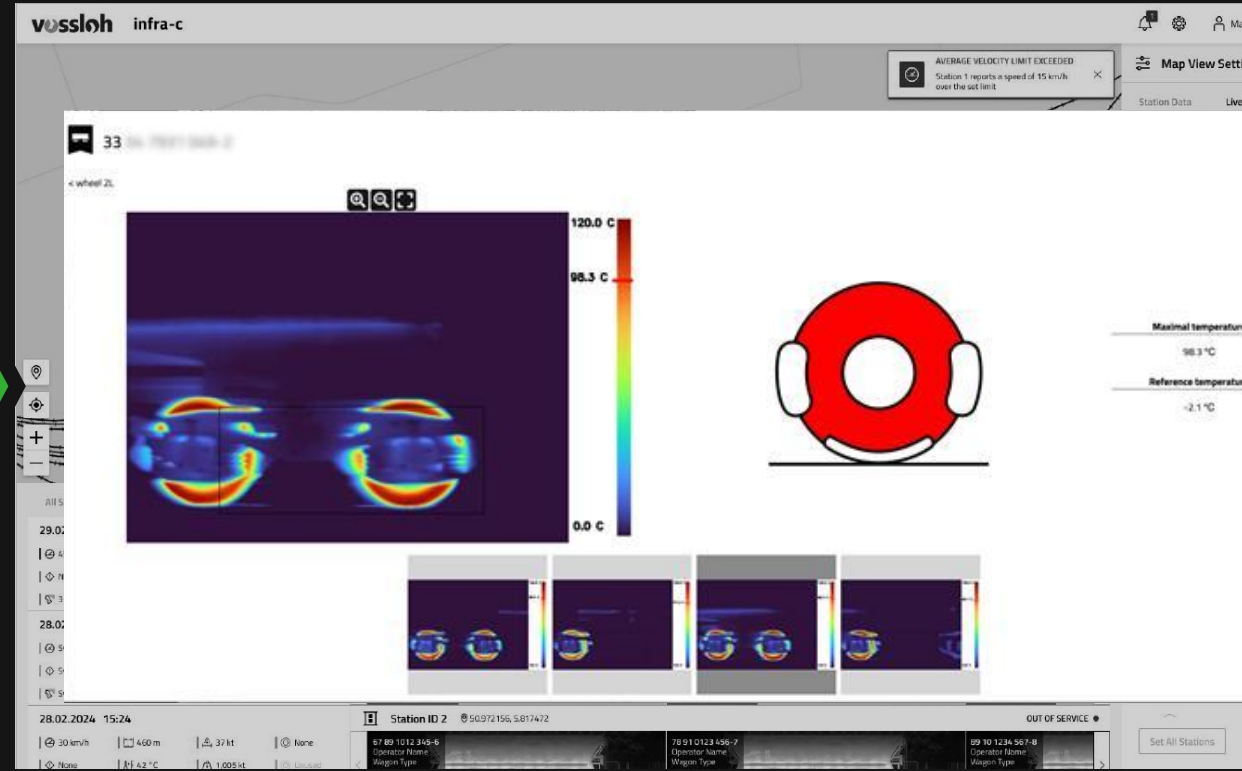 vossloh infra-c
1
AVERAGE VELOCITY LIMIT EXCEEDED
Station 1 reports a speed of 15 km/h
over the set limit
Map View Setti
Station Data Live
33
< wheel 2L
120.0 C
98.3 C
0.0 C
Maximal temperature
98.3 °C
Reference temperatur
-2.1 °C
All S
29.02
28.02
28.02.2024 15:24
30 km/h 460 m 37 kt None
None 42 °C 1,005 kt Unused
Station ID 2 50.972156, 5.817472 OUT OF SERVICE
67 89 1012 345-6
Operator Name
Wagon Type
78 91 0123 456-7
Operator Name
Wagon Type
89 10 1234 567-8
Operator Name
Wagon Type
Set All Stations